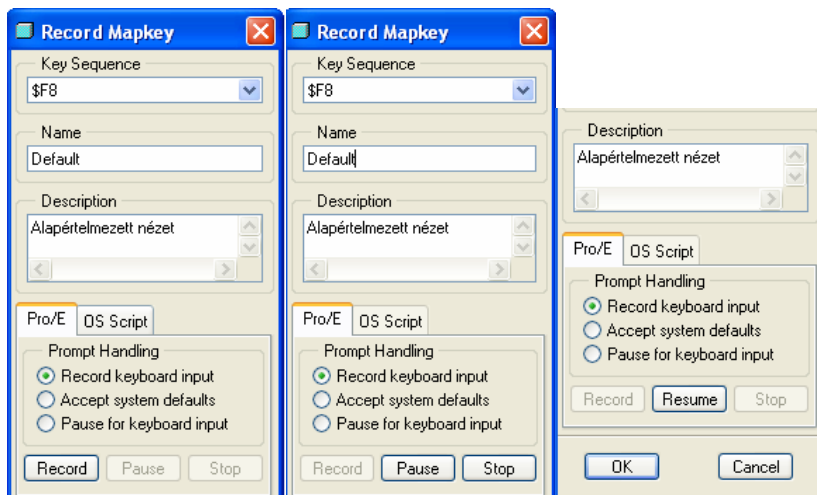 Record Mapkey
Key Sequence
$F8
Name
Default
Description
Alapértelmezett nézet
Pro/E OS Script
Prompt Handling
Record keyboard input
Accept system defaults
Pause for keyboard input
Record Pause Stop
Record Mapkey
Key Sequence
$F8
Name
Default
Description
Alapértelmezett nézet
Pro/E OS Script
Prompt Handling
Record keyboard input
Accept system defaults
Pause for keyboard input
Record Pause Stop
Description
Alapértelmezett nézet
Pro/E OS Script
Prompt Handling
Record keyboard input
Accept system defaults
Pause for keyboard input
Record Resume Stop
OK Cancel